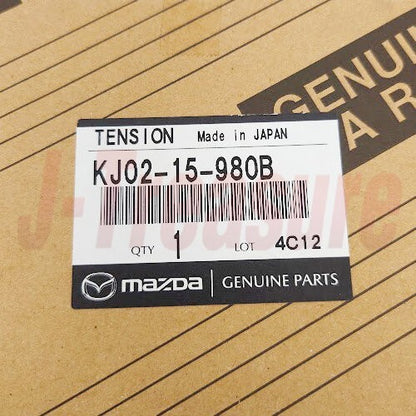 GENUIN
A R
TENSION Made in JAPAN
KJ02-15-980B
QTY 1 LOT 4C12
mazda GENUINE PARTS
J-Treasure